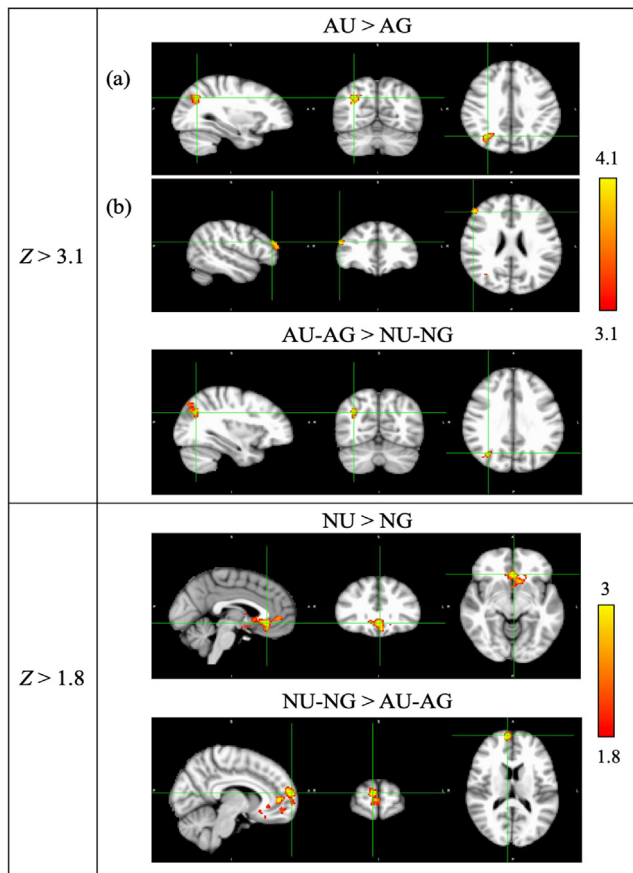 AU > AG
(a)
(b)
Z > 3.1
4.1
3.1
AU-AG > NU-NG
NU > NG
Z > 1.8
3
1.8
NU-NG > AU-AG